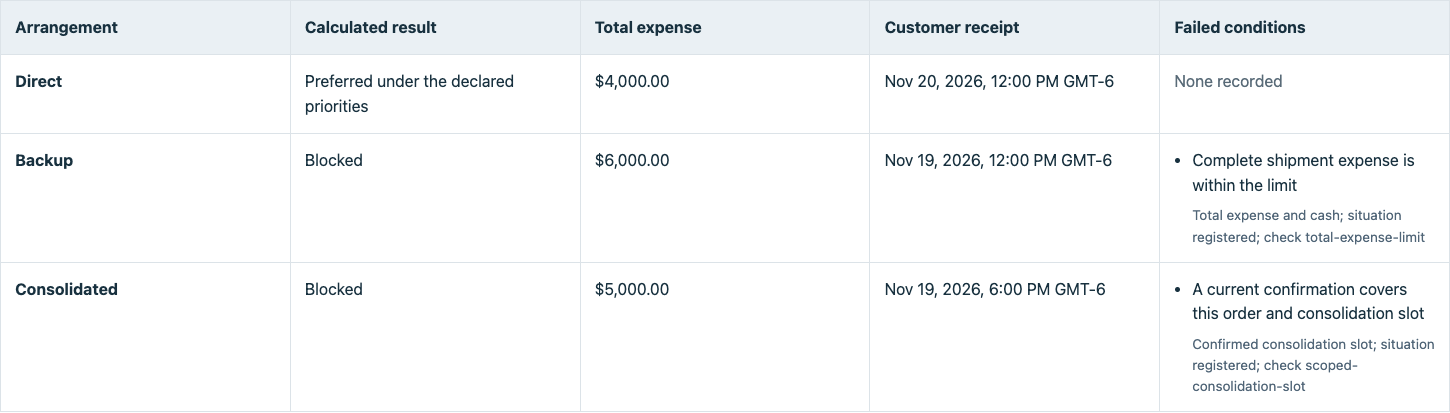 Arrangement
Calculated result
Total expense
Customer receipt
Failed conditions
Direct
Preferred under the declared
priorities
$4,000.00
Nov 20, 2026, 12:00 PM GMT-6
None recorded
Backup
Blocked
$6,000.00
Nov 19, 2026, 12:00 PM GMT-6
• Complete shipment expense is
within the limit
Total expense and cash; situation
registered; check total-expense-limit
Consolidated
Blocked
$5,000.00
Nov 19, 2026, 6:00 PM GMT-6
• A current confirmation covers
this order and consolidation slot
Confirmed consolidation slot; situation
registered; check scoped-
consolidation-slot